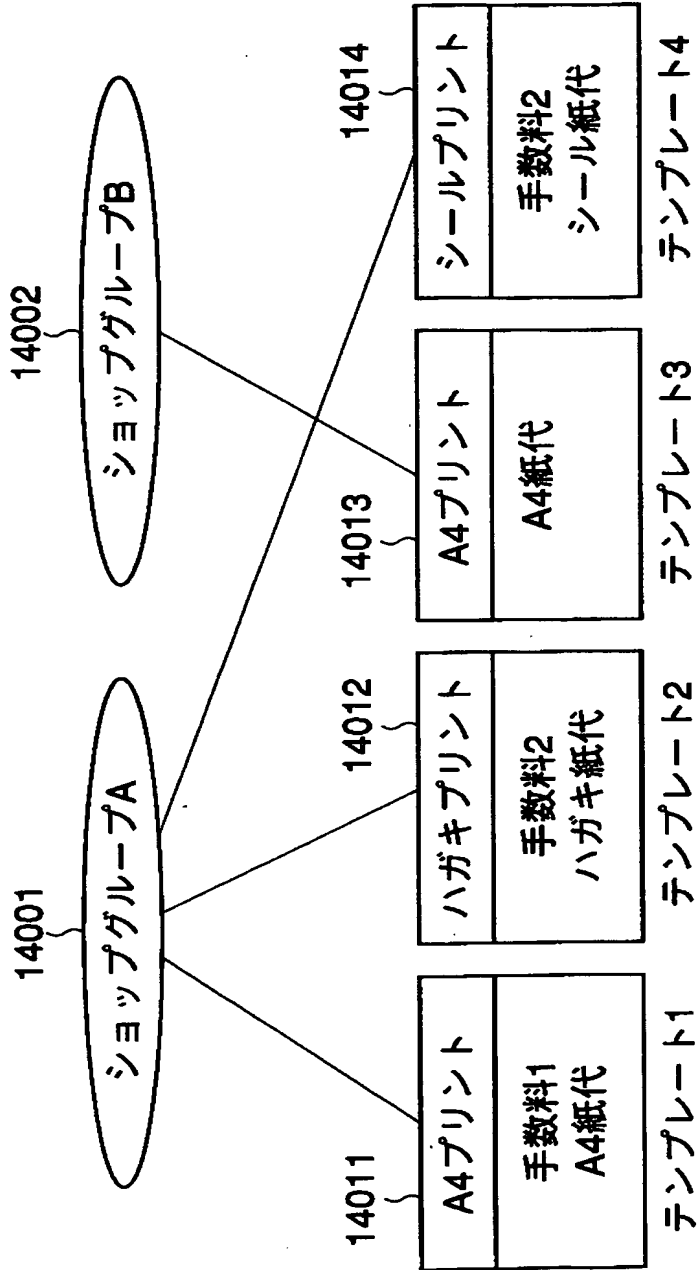 14001
ショップグループA
14002
ショップグループB
14011
A4プリント
手数料1
A4紙代
テンプレート1
14012
ハガキプリント
手数料2
ハガキ紙代
テンプレート2
14013
A4プリント
A4紙代
テンプレート3
14014
シールプリント
手数料2
シール紙代
テンプレート4